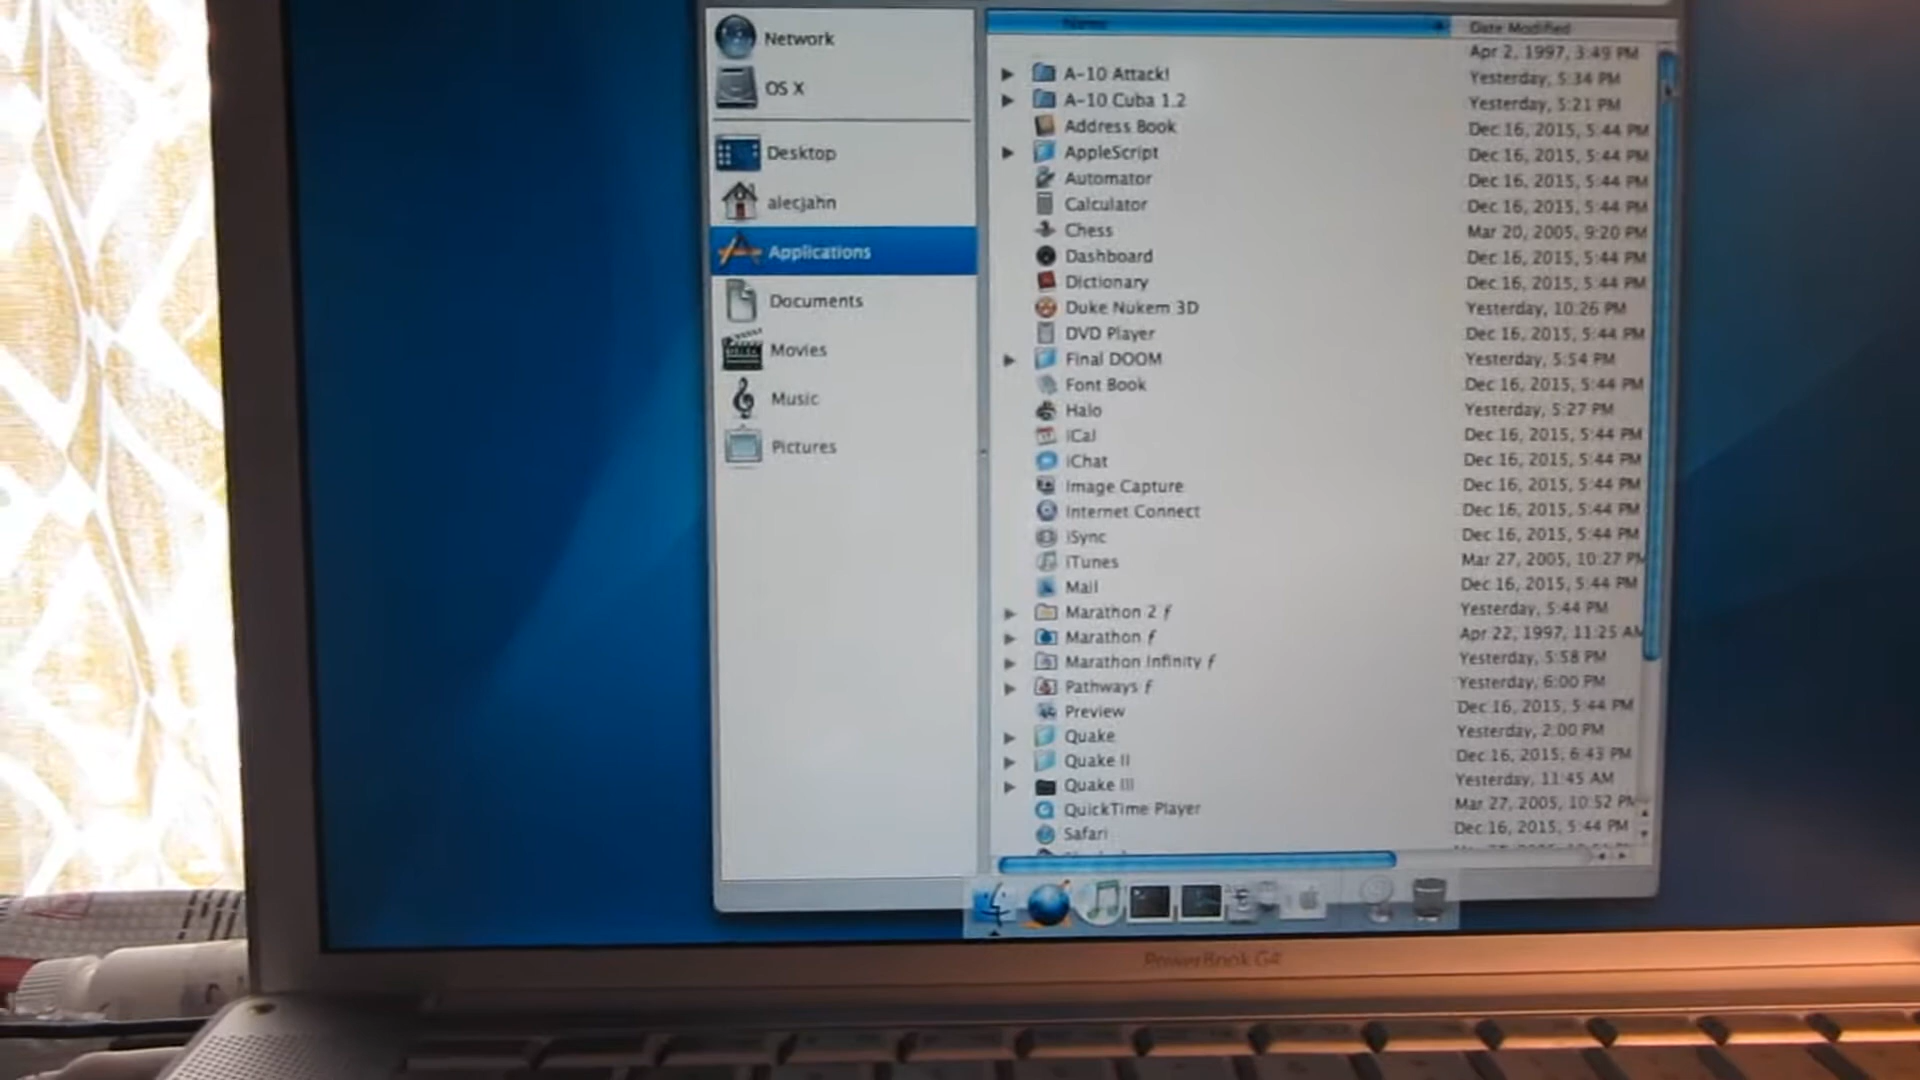 Network
OS X
Desktop
alecjahn
Applications
Documents
Movies
Music
Pictures
Name Date Modified
Apr 2, 1997, 3:49 PM
A-10 Attack! Yesterday, 5:34 PM
A-10 Cuba 1.2 Yesterday, 5:21 PM
Address Book Dec 16, 2015, 5:44 PM
AppleScript Dec 16, 2015, 5:44 PM
Automator Dec 16, 2015, 5:44 PM
Calculator Dec 16, 2015, 5:44 PM
Chess Mar 20, 2005, 9:20 PM
Dashboard Dec 16, 2015, 5:44 PM
Dictionary Dec 16, 2015, 5:44 PM
Duke Nukem 3D Yesterday, 10:26 PM
DVD Player Dec 16, 2015, 5:44 PM
Final DOOM Yesterday, 5:54 PM
Font Book Dec 16, 2015, 5:44 PM
Halo Yesterday, 5:27 PM
iCal Dec 16, 2015, 5:44 PM
iChat Dec 16, 2015, 5:44 PM
Image Capture Dec 16, 2015, 5:44 PM
Internet Connect Dec 16, 2015, 5:44 PM
iSync Dec 16, 2015, 5:44 PM
iTunes Mar 27, 2005, 10:27 PM
Mail Dec 16, 2015, 5:44 PM
Marathon 2 ƒ Yesterday, 5:44 PM
Marathon ƒ Apr 22, 1997, 11:25 AM
Marathon Infinity ƒ Yesterday, 5:58 PM
Pathways ƒ Yesterday, 6:00 PM
Preview Dec 16, 2015, 5:44 PM
Quake Yesterday, 2:00 PM
Quake II Dec 16, 2015, 6:43 PM
Quake III Yesterday, 11:45 AM
QuickTime Player Mar 27, 2005, 10:52 PM
Safari Dec 16, 2015, 5:44 PM
PowerBook G4